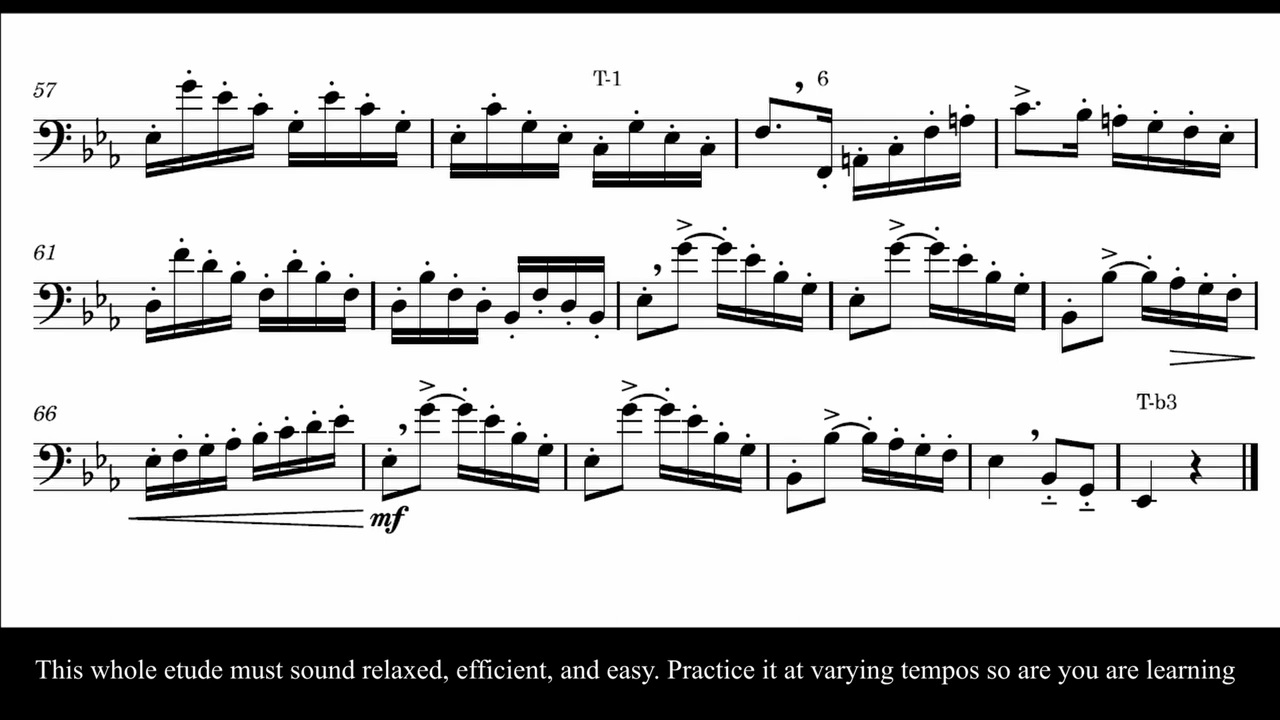 57
T-1
6
61
66
T-b3
mf
This whole etude must sound relaxed, efficient, and easy. Practice it at varying tempos so are you are learning